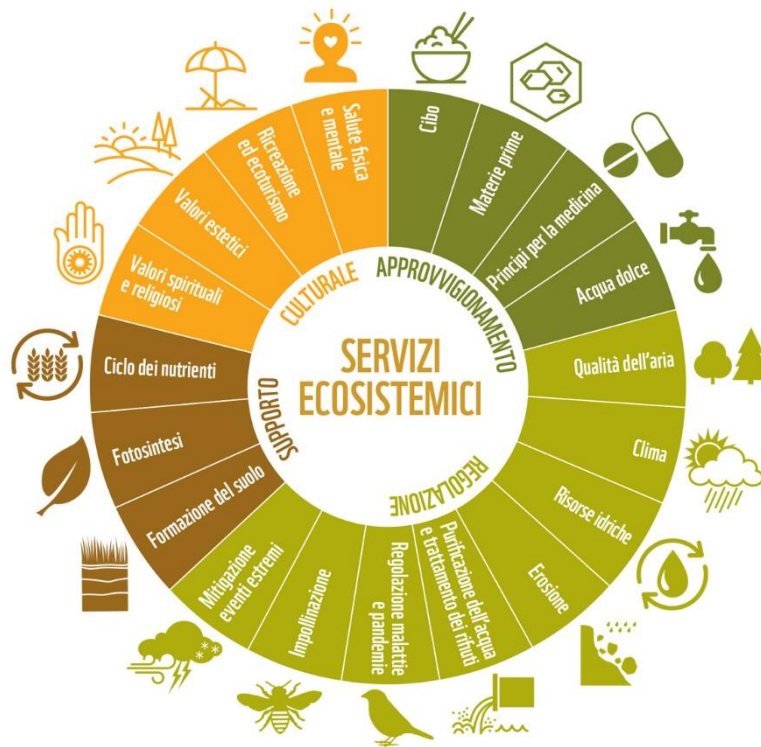 SERVIZI
ECOSISTEMICI
APPROVVIGIONAMENTO
Cibo
Materie prime
Principi per la medicina
Acqua dolce
REGOLAZIONE
Qualità dell'aria
Clima
Risorse idriche
Erosione
Purificazione dell'acqua
e trattamento dei rifiuti
Regolazione malattie
e pandemie
Impollinazione
Mitigazione
eventi estremi
SUPPORTO
Formazione del suolo
Fotosintesi
Ciclo dei nutrienti
CULTURALE
Valori spirituali
e religiosi
Valori estetici
Ricreazione
ed ecoturismo
Salute fisica
e mentale